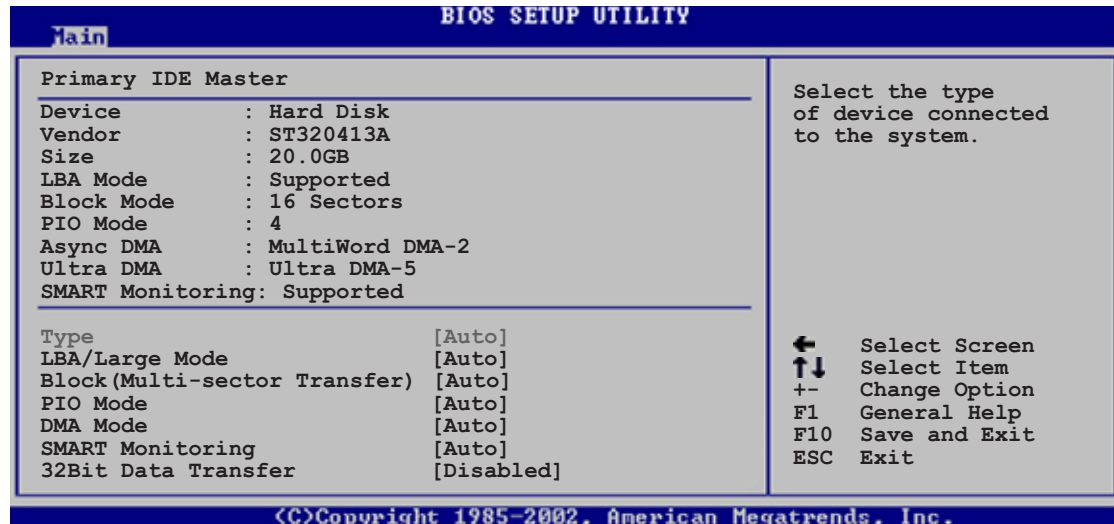 BIOS SETUP UTILITY
Main
Primary IDE Master
Device : Hard Disk
Vendor : ST320413A
Size : 20.0GB
LBA Mode : Supported
Block Mode : 16 Sectors
PIO Mode : 4
Async DMA : MultiWord DMA-2
Ultra DMA : Ultra DMA-5
SMART Monitoring: Supported
Type [Auto]
LBA/Large Mode [Auto]
Block(Multi-sector Transfer) [Auto]
PIO Mode [Auto]
DMA Mode [Auto]
SMART Monitoring [Auto]
32Bit Data Transfer [Disabled]
Select the type
of device connected
to the system.
← Select Screen
↑↓ Select Item
+- Change Option
F1 General Help
F10 Save and Exit
ESC Exit
(C)Copyright 1985-2002, American Megatrends, Inc.